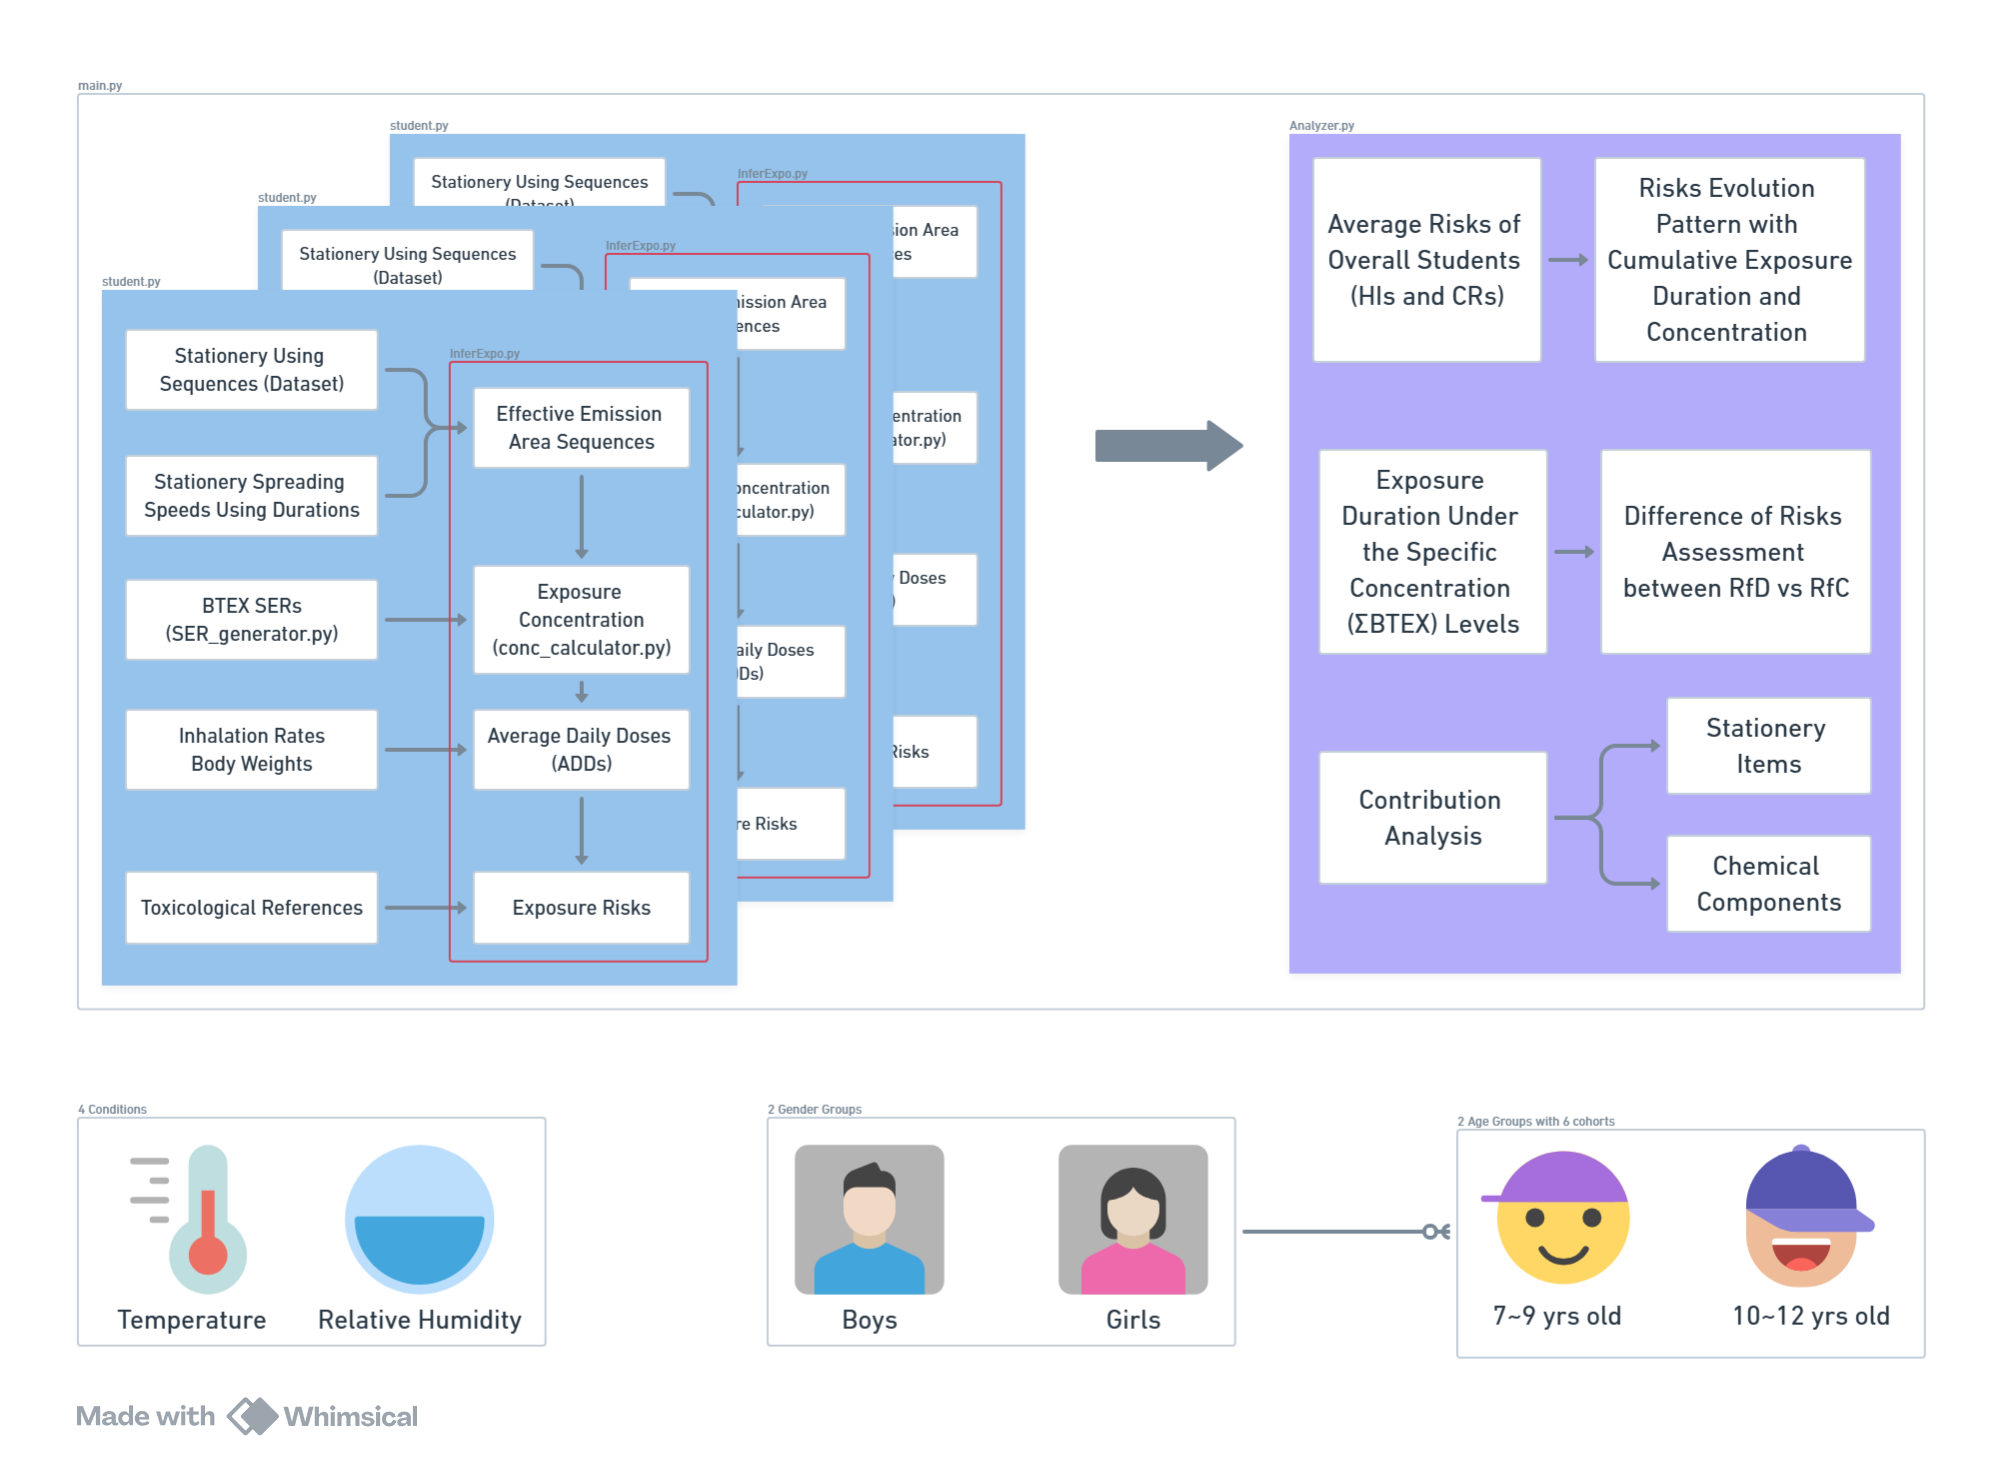 main.py
student.py
Stationery Using Sequences
(Dataset)
InferExpo.py
sion Area
entration
ator.py)
Doses
Risks
student.py
Stationery Using Sequences
(Dataset)
InferExpo.py
ission Area
ences
oncentration
culator.py)
aily Doses
Ds)
re Risks
student.py
Stationery Using
Sequences (Dataset)
Stationery Spreading
Speeds Using Durations
BTEX SERs
(SER_generator.py)
Inhalation Rates
Body Weights
Toxicological References
InferExpo.py
Effective Emission
Area Sequences
Exposure
Concentration
(conc_calculator.py)
Average Daily Doses
(ADDs)
Exposure Risks
Analyzer.py
Average Risks of
Overall Students
(HIs and CRs)
Risks Evolution
Pattern with
Cumulative Exposure
Duration and
Concentration
Exposure
Duration Under
the Specific
Concentration
(ΣBTEX) Levels
Difference of Risks
Assessment
between RfD vs RfC
Contribution
Analysis
Stationery
Items
Chemical
Components
4 Conditions
Temperature
Relative Humidity
2 Gender Groups
Boys
Girls
2 Age Groups with 6 cohorts
7~9 yrs old
10~12 yrs old
Made with Whimsical